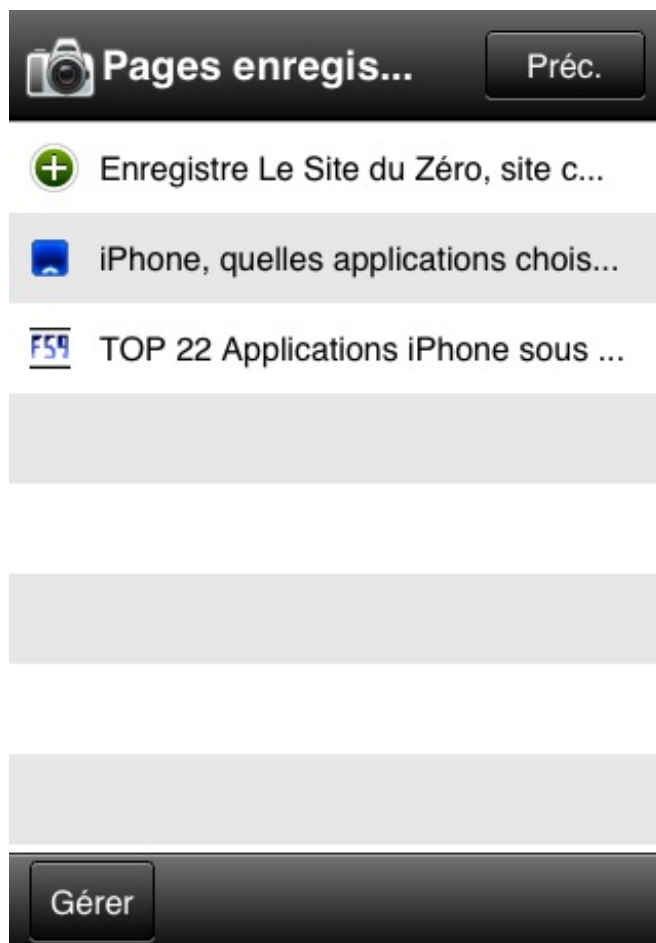 Pages enregis...
Préc.
Enregistre Le Site du Zéro, site c...
iPhone, quelles applications chois...
FS9 TOP 22 Applications iPhone sous ...
Gérer